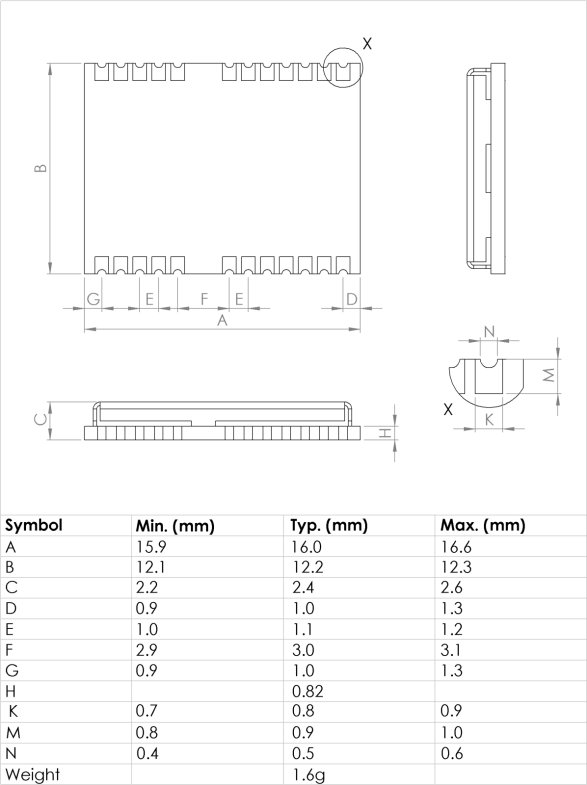 X
B
G
E
F
E
D
A
N
M
X
K
C
H
Symbol Min. (mm) Typ. (mm) Max. (mm)
A 15.9 16.0 16.6
B 12.1 12.2 12.3
C 2.2 2.4 2.6
D 0.9 1.0 1.3
E 1.0 1.1 1.2
F 2.9 3.0 3.1
G 0.9 1.0 1.3
H 0.82
K 0.7 0.8 0.9
M 0.8 0.9 1.0
N 0.4 0.5 0.6
Weight 1.6g